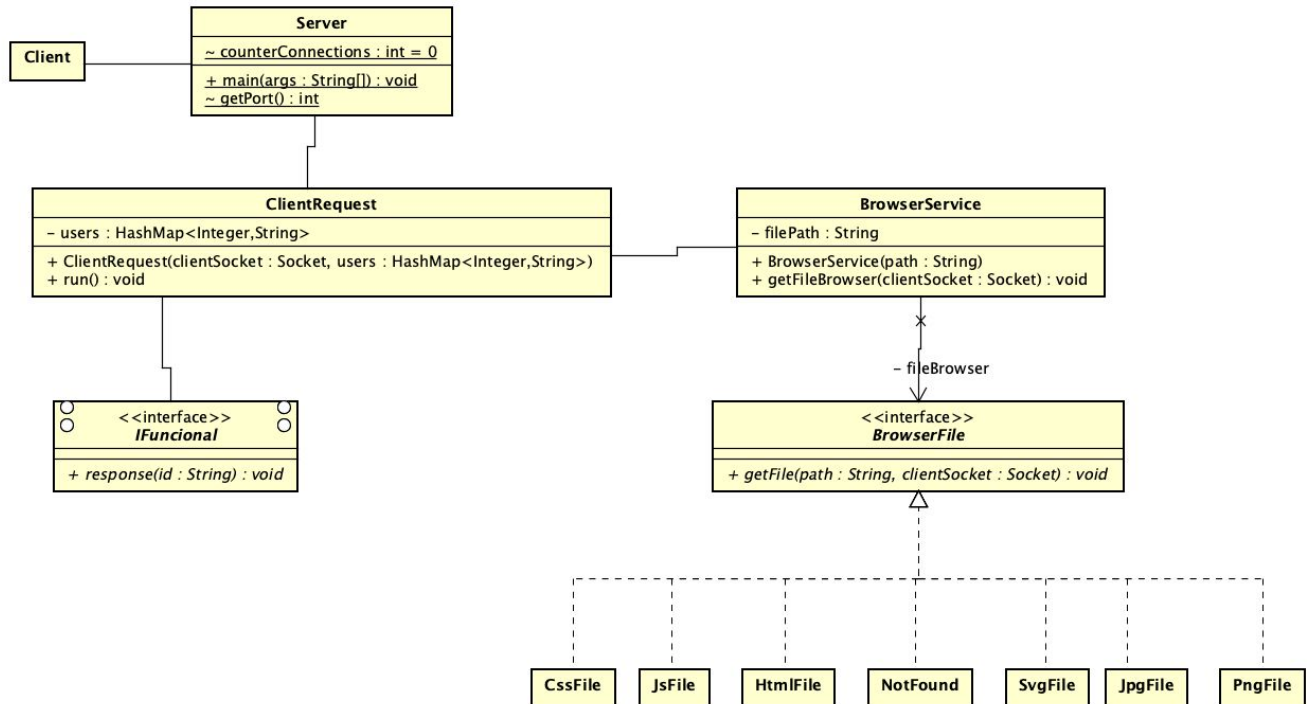 Server
~ counterConnections : int = 0
+ main(args : String[]) : void
~ getPort() : int
Client
ClientRequest
– users : HashMap<Integer,String>
+ ClientRequest(clientSocket : Socket, users : HashMap<Integer,String>)
+ run() : void
BrowserService
– filePath : String
+ BrowserService(path : String)
+ getFileBrowser(clientSocket : Socket) : void
– fileBrowser
<<interface>>
IFuncional
+ response(id : String) : void
<<interface>>
BrowserFile
+ getFile(path : String, clientSocket : Socket) : void
CssFile
JsFile
HtmlFile
NotFound
SvgFile
JpgFile
PngFile